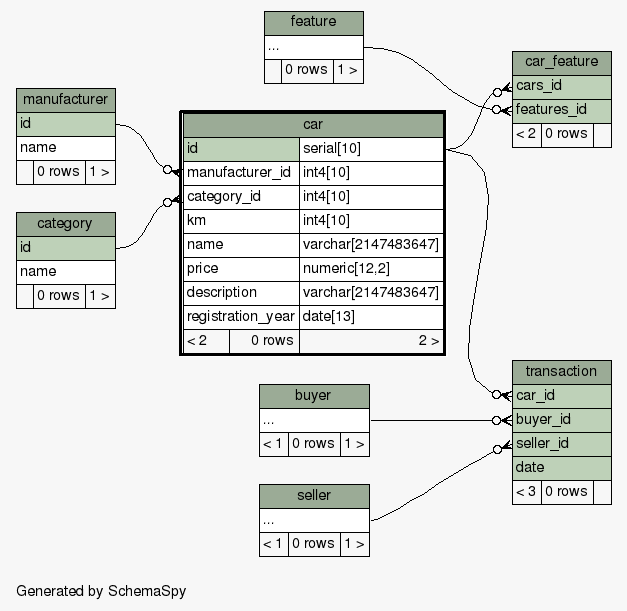 feature
...
0 rows 1 >
car_feature
cars_id
features_id
< 2 0 rows
manufacturer
id
name
0 rows 1 >
category
id
name
0 rows 1 >
car
id serial[10]
manufacturer_id int4[10]
category_id int4[10]
km int4[10]
name varchar[2147483647]
price numeric[12,2]
description varchar[2147483647]
registration_year date[13]
< 2 0 rows 2 >
transaction
car_id
buyer_id
seller_id
date
< 3 0 rows
buyer
...
< 1 0 rows 1 >
seller
...
< 1 0 rows 1 >
Generated by SchemaSpy